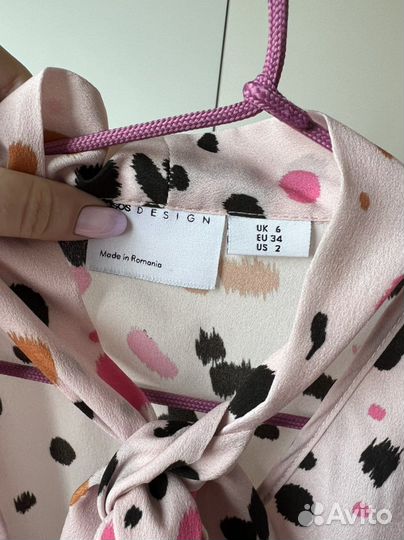 SOS DESIGN
Made in Romania
UK 6
EU 34
US 2
Avito